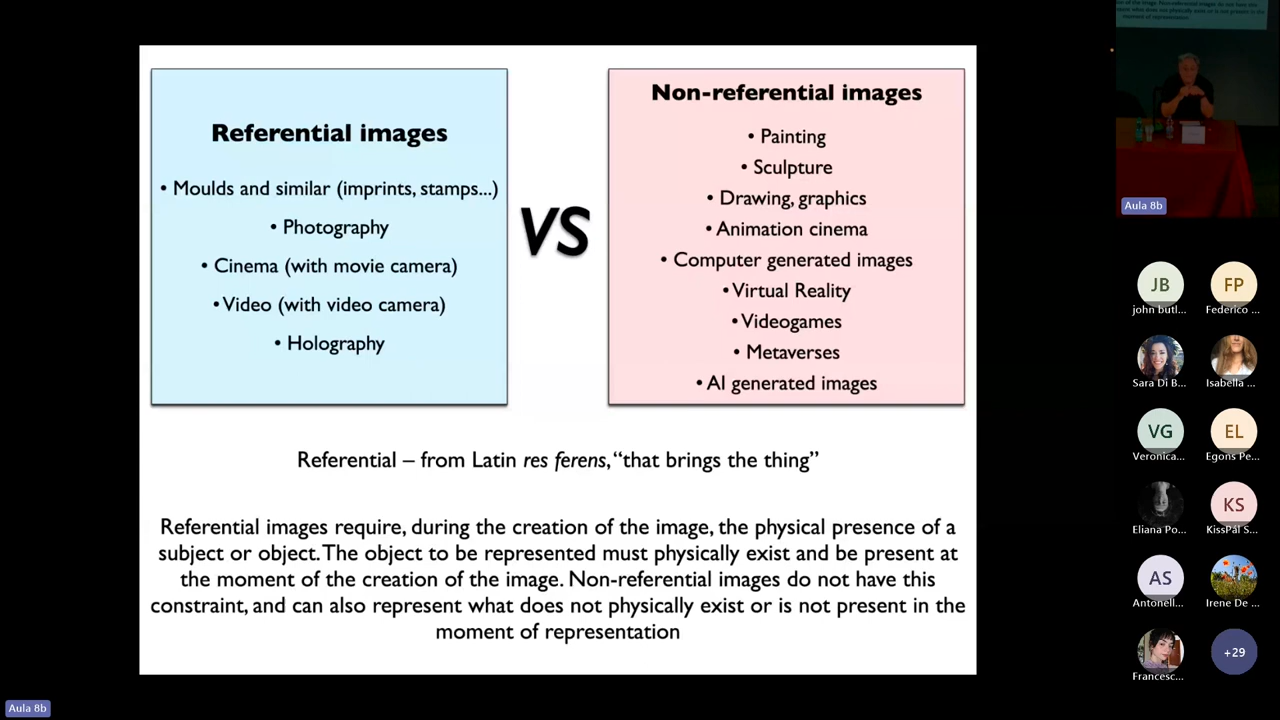 Referential images
• Moulds and similar (imprints, stamps...)
• Photography
• Cinema (with movie camera)
• Video (with video camera)
• Holography
VS
Non-referential images
• Painting
• Sculpture
• Drawing, graphics
• Animation cinema
• Computer generated images
• Virtual Reality
• Videogames
• Metaverses
• AI generated images
Referential – from Latin res ferens, “that brings the thing”
Referential images require, during the creation of the image, the physical presence of a
subject or object. The object to be represented must physically exist and be present at
the moment of the creation of the image. Non-referential images do not have this
constraint, and can also represent what does not physically exist or is not present in the
moment of representation
Aula 8b
JB
john butl...
FP
Federico ...
Sara Di B...
Isabella ...
VG
Veronica...
EL
Egons Pe...
Eliana Po...
KS
KissPál S...
AS
Antonell...
Irene De ...
Francesc...
+29
Aula 8b